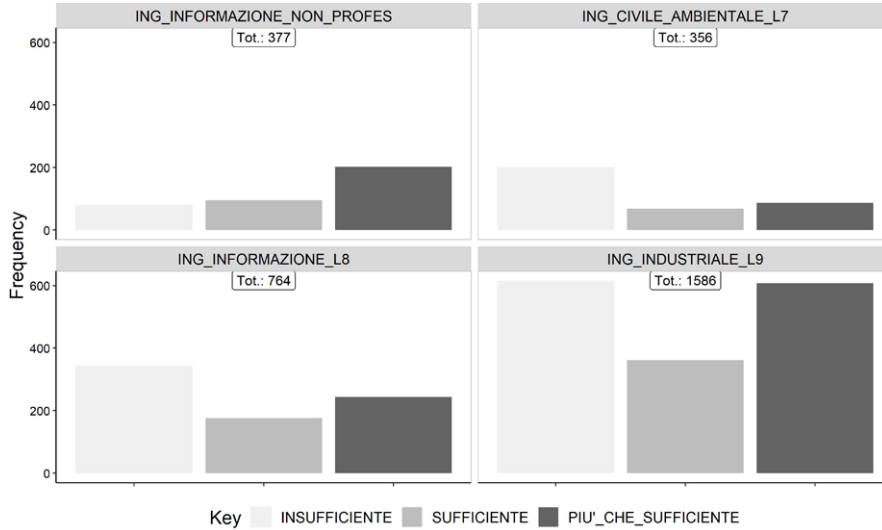 ING_INFORMAZIONE_NON_PROFES
ING_CIVILE_AMBIENTALE_L7
Tot.: 377
Tot.: 356
600
400
200
0
Frequency
ING_INFORMAZIONE_L8
ING_INDUSTRIALE_L9
Tot.: 764
Tot.: 1586
600
400
200
0
Key INSUFFICIENTE SUFFICIENTE PIU'_CHE_SUFFICIENTE